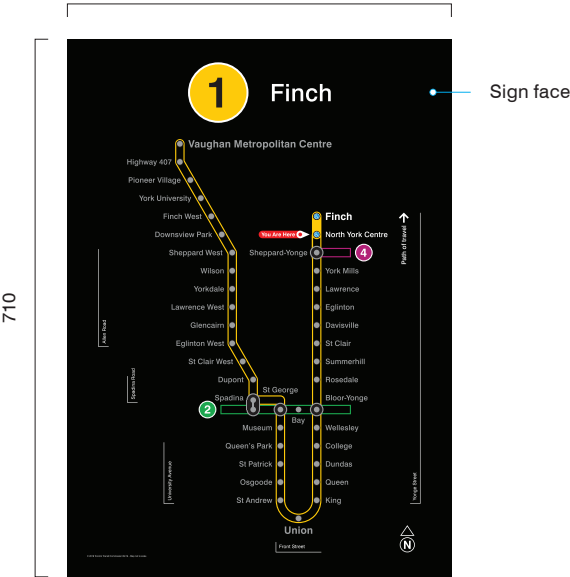 1
Finch
Sign face
710
Vaughan Metropolitan Centre
Highway 407
Pioneer Village
York University
Finch West
Downsview Park
Sheppard West
Wilson
Yorkdale
Lawrence West
Glencairn
Eglinton West
St Clair West
Dupont
Spadina
St George
2
Bay
Museum
Queen's Park
St Patrick
Osgoode
St Andrew
Union
Finch
You Are Here
North York Centre
Sheppard-Yonge
4
York Mills
Lawrence
Eglinton
Davisville
St Clair
Summerhill
Rosedale
Bloor-Yonge
Wellesley
College
Dundas
Queen
King
Path of travel
Allen Road
Spadina Road
University Avenue
Yonge Street
Front Street
N